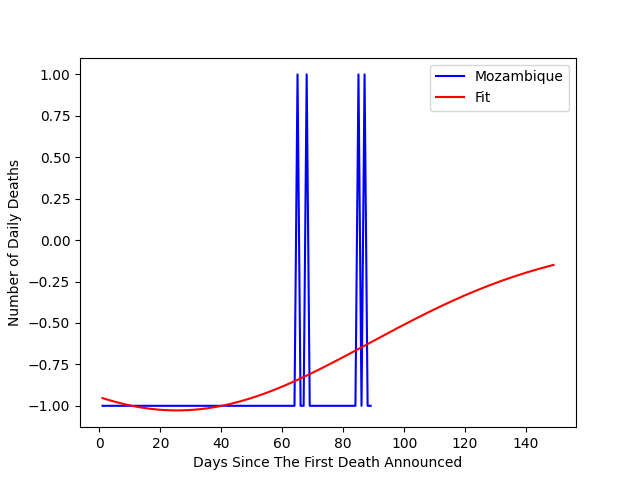 Mozambique
Fit
1.00
0.75
0.50
0.25
0.00
−0.25
−0.50
−0.75
−1.00
Number of Daily Deaths
0 20 40 60 80 100 120 140
Days Since The First Death Announced